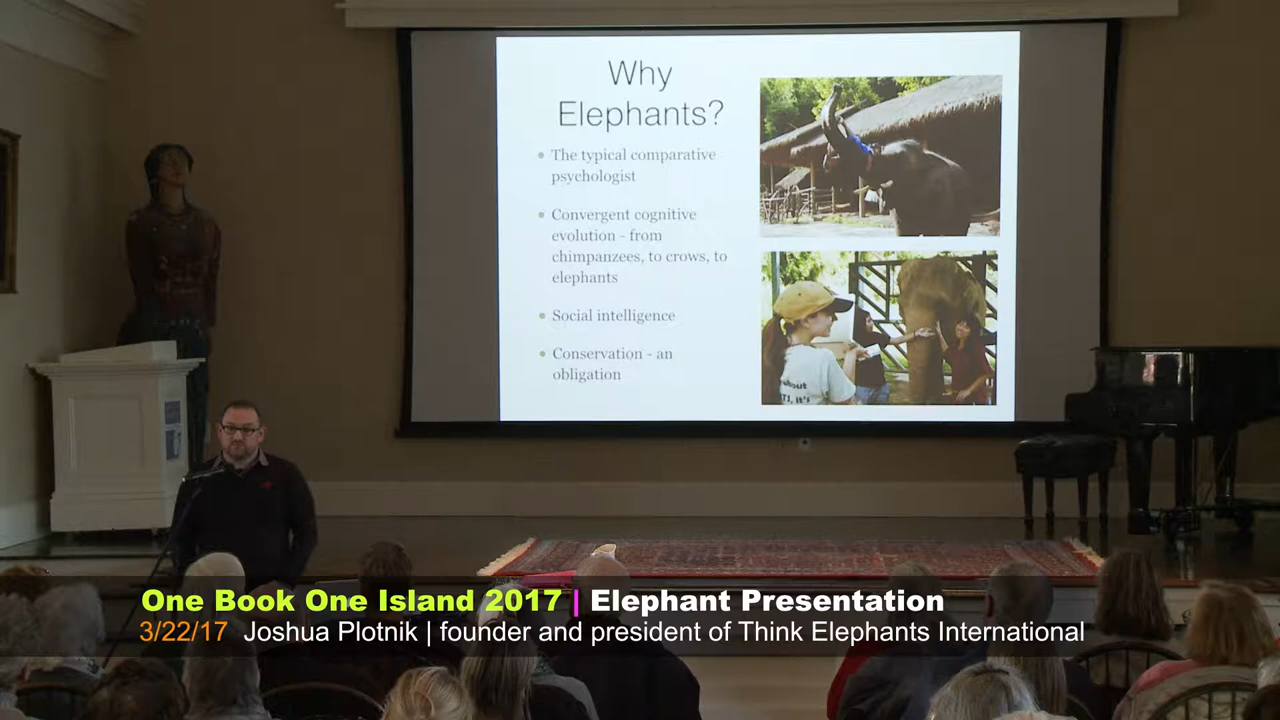 Why
Elephants?
• The typical comparative
psychologist
• Convergent cognitive
evolution - from
chimpanzees, to crows, to
elephants
• Social intelligence
• Conservation - an
obligation
One Book One Island 2017 | Elephant Presentation
3/22/17 Joshua Plotnik | founder and president of Think Elephants International